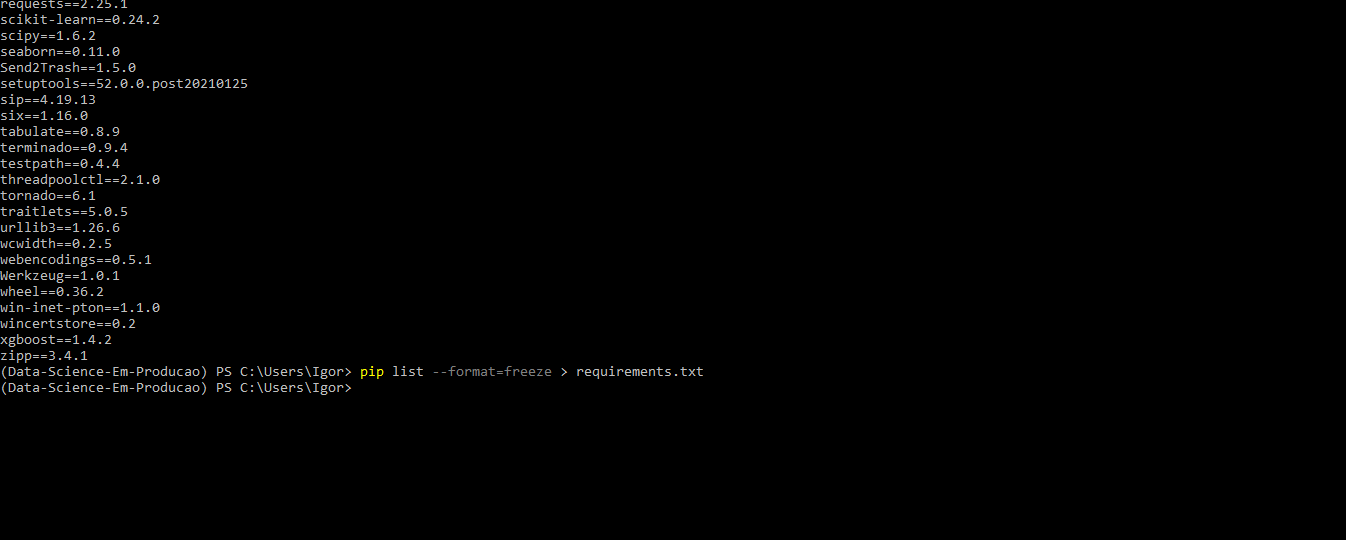 requests==2.25.1
scikit-learn==0.24.2
scipy==1.6.2
seaborn==0.11.0
Send2Trash==1.5.0
setuptools==52.0.0.post20210125
sip==4.19.13
six==1.16.0
tabulate==0.8.9
terminado==0.9.4
testpath==0.4.4
threadpoolctl==2.1.0
tornado==6.1
traitlets==5.0.5
urllib3==1.26.6
wcwidth==0.2.5
webencodings==0.5.1
Werkzeug==1.0.1
wheel==0.36.2
win-inet-pton==1.1.0
wincertstore==0.2
xgboost==1.4.2
zipp==3.4.1
(Data-Science-Em-Producao) PS C:\Users\Igor> pip list --format=freeze > requirements.txt
(Data-Science-Em-Producao) PS C:\Users\Igor>